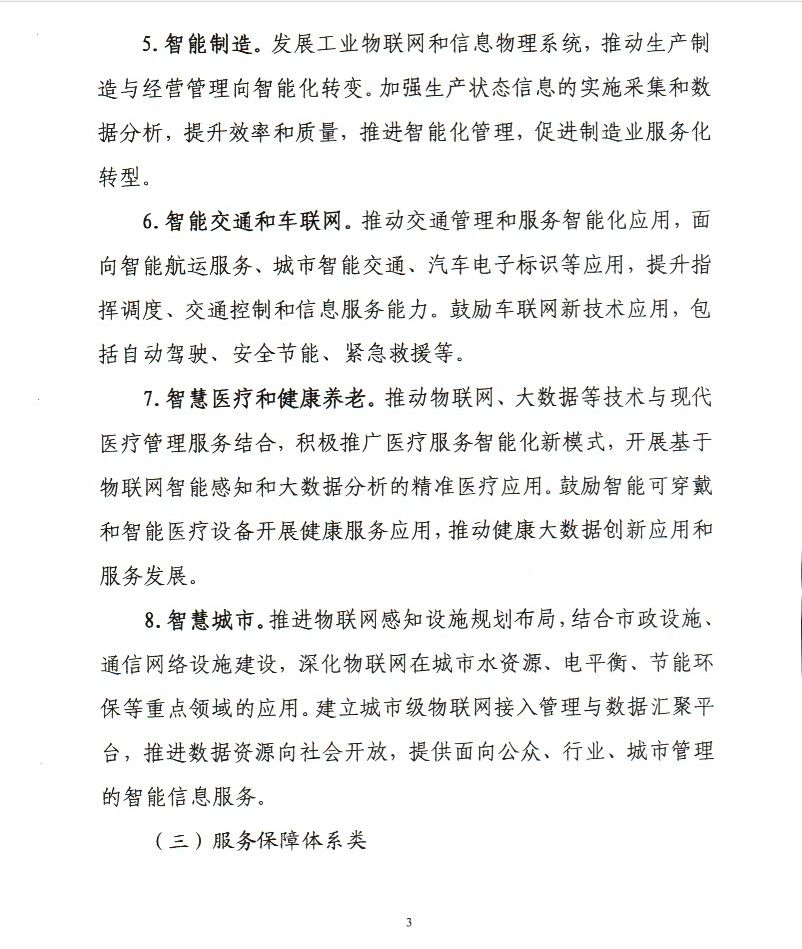 5.智能制造。发展工业物联网和信息物理系统，推动生产制
造与经营管理向智能化转变。加强生产状态信息的实施采集和数
据分析，提升效率和质量，推进智能化管理，促进制造业服务化
转型。
6.智能交通和车联网。推动交通管理和服务智能化应用，面
向智能航运服务、城市智能交通、汽车电子标识等应用，提升指
挥调度、交通控制和信息服务能力。鼓励车联网新技术应用，包
括自动驾驶、安全节能、紧急救援等。
7.智慧医疗和健康养老。推动物联网、大数据等技术与现代
医疗管理服务结合，积极推广医疗服务智能化新模式，开展基于
物联网智能感知和大数据分析的精准医疗应用。鼓励智能可穿戴
和智能医疗设备开展健康服务应用，推动健康大数据创新应用和
服务发展。
8.智慧城市。推进物联网感知设施规划布局，结合市政设施、
通信网络设施建设，深化物联网在城市水资源、电平衡、节能环
保等重点领域的应用。建立城市级物联网接入管理与数据汇聚平
台，推进数据资源向社会开放，提供面向公众、行业、城市管理
的智能信息服务。
（三）服务保障体系类
3